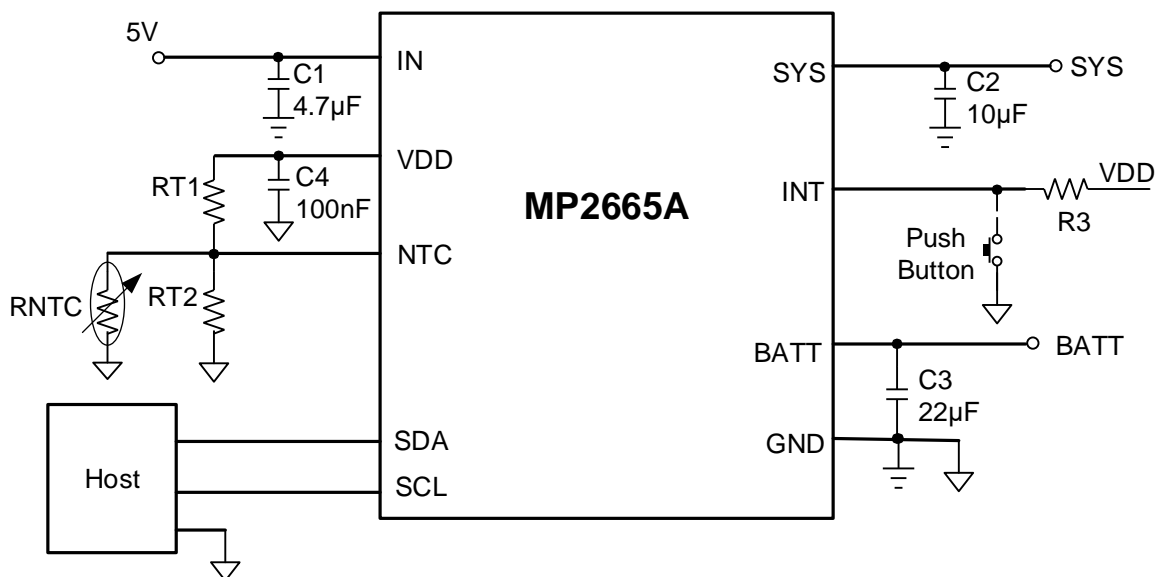 5V
IN
C1
4.7µF
SYS
SYS
C2
10µF
VDD
RT1
C4
100nF
MP2665A
INT
VDD
R3
Push
Button
NTC
RNTC
RT2
BATT
BATT
C3
22µF
GND
Host
SDA
SCL